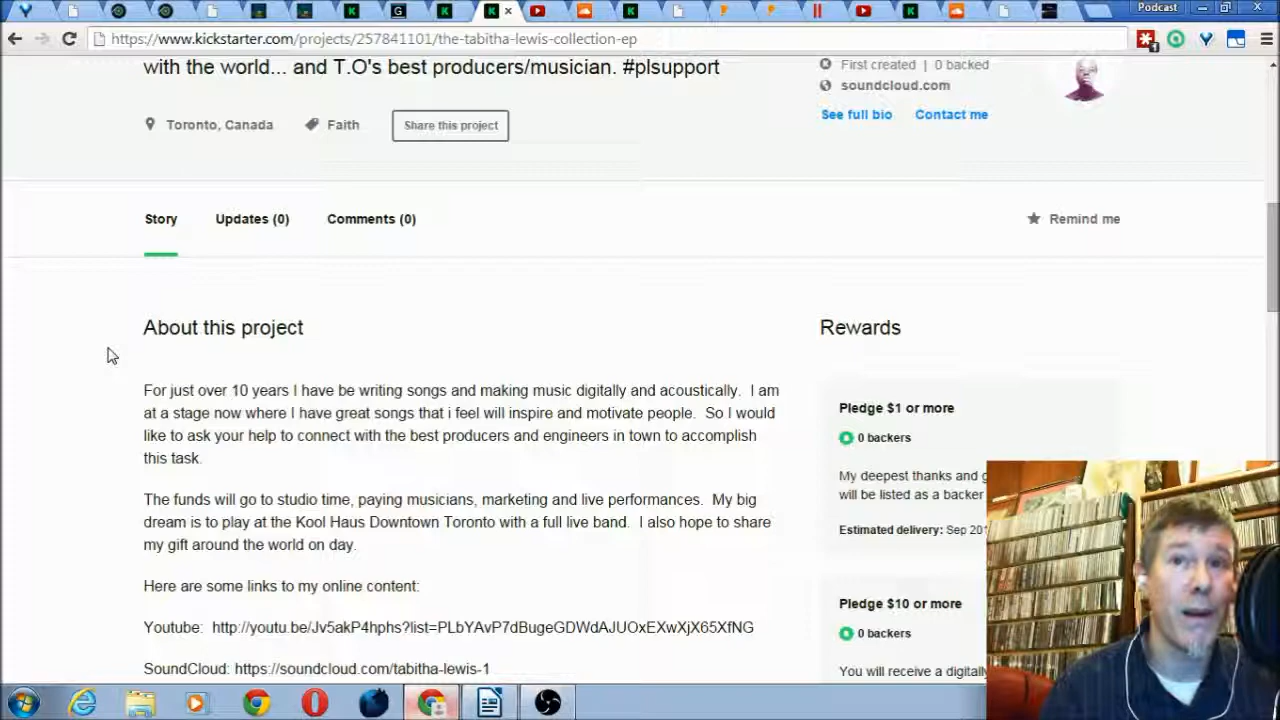 Podcast
https://www.kickstarter.com/projects/257841101/the-tabitha-lewis-collection-ep
with the world... and T.O's best producers/musician. #plsupport
First created | 0 backed
soundcloud.com
See full bio Contact me
Toronto, Canada Faith Share this project
Story Updates (0) Comments (0) Remind me
About this project
For just over 10 years I have be writing songs and making music digitally and acoustically. I am
at a stage now where I have great songs that i feel will inspire and motivate people. So I would
like to ask your help to connect with the best producers and engineers in town to accomplish
this task.
The funds will go to studio time, paying musicians, marketing and live performances. My big
dream is to play at the Kool Haus Downtown Toronto with a full live band. I also hope to share
my gift around the world on day.
Here are some links to my online content:
Youtube: http://youtu.be/Jv5akP4hphs?list=PLbYAvP7dBugeGDWdAJUOxEXwXjX65XfNG
SoundCloud: https://soundcloud.com/tabitha-lewis-1
Rewards
Pledge $1 or more
0 backers
My deepest thanks and g
will be listed as a backer
Estimated delivery: Sep 201
Pledge $10 or more
0 backers
You will receive a digitally